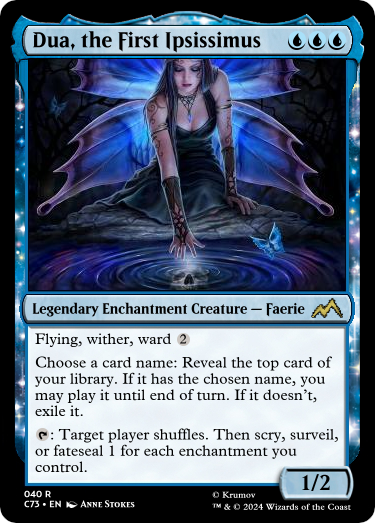 Dua, the First Ipsissimus
Legendary Enchantment Creature — Faerie
Flying, wither, ward 2
Choose a card name: Reveal the top card
of your library. If it has the chosen name, you
may play it until end of turn. If it doesn't,
exile it.
: Target player shuffles. Then scry, surveil,
or fateseal 1 for each enchantment you
control.
1/2
040 R
C73 • EN Anne Stokes
© Krumov
™ & © 2024 Wizards of the Coast